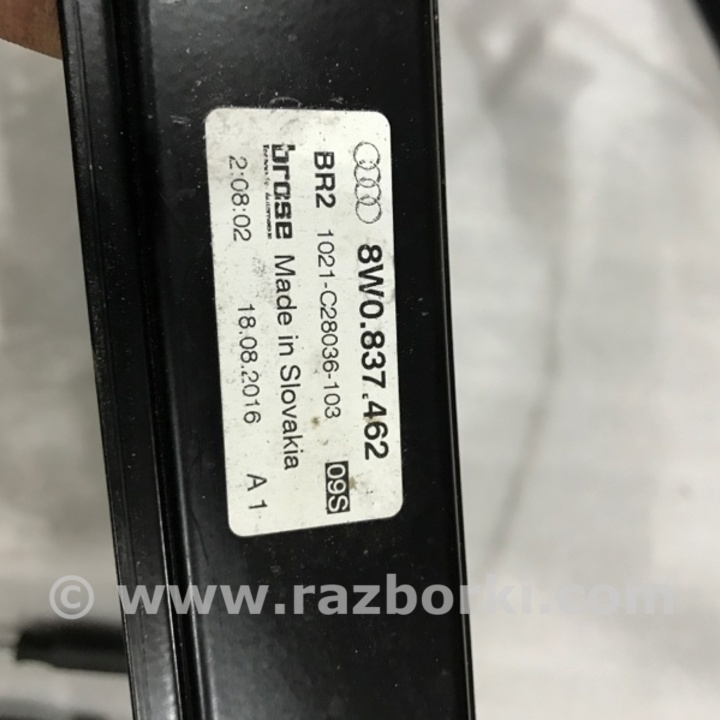 8W0.837.462
BR2 1021-C28036-103 09S
brose Made in Slovakia
2:08:02 18.08.2016 A 1
© www.razborki.com